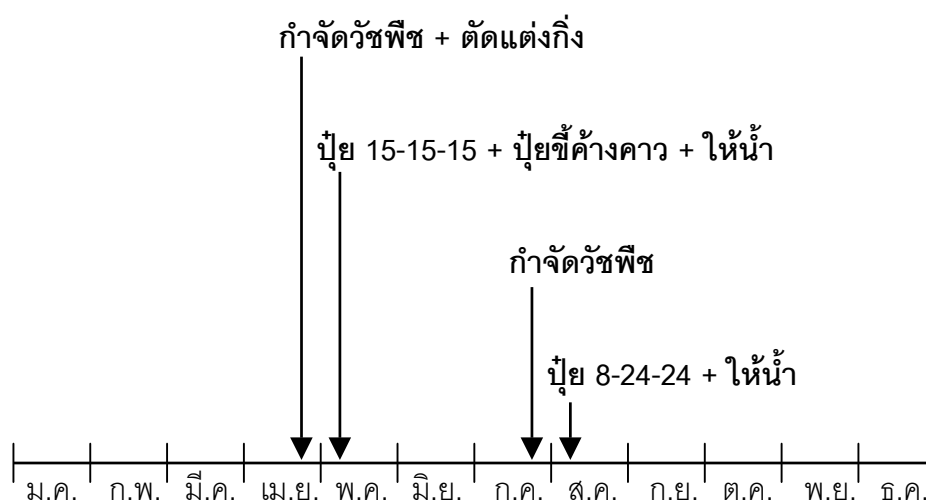 กำจัดวัชพืช + ตัดแต่งกิ่ง
ปุ๋ย 15-15-15 + ปุ๋ยขี้ค้างคาว + ให้น้ำ
กำจัดวัชพืช
ปุ๋ย 8-24-24 + ให้น้ำ
ม.ค. ก.พ. มี.ค. เม.ย. พ.ค. มิ.ย. ก.ค. ส.ค. ก.ย. ต.ค. พ.ย. ธ.ค.